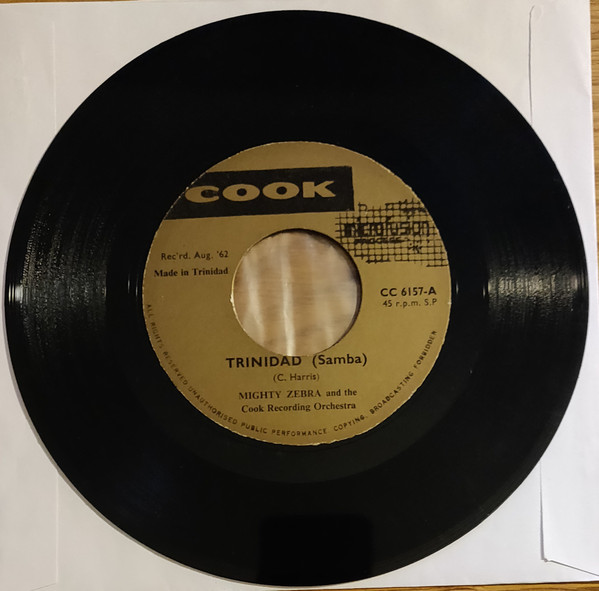 COOK
microfusion
PROCESS
Rec'rd. Aug. '62
Made in Trinidad
CC 6157-A
45 r.p.m. S.P
TRINIDAD (Samba)
(C. Harris)
MIGHTY ZEBRA and the
Cook Recording Orchestra
ALL RIGHTS RESERVED UNAUTHORISED PUBLIC PERFORMANCE. COPYING, BROADCASTING FORBIDDEN